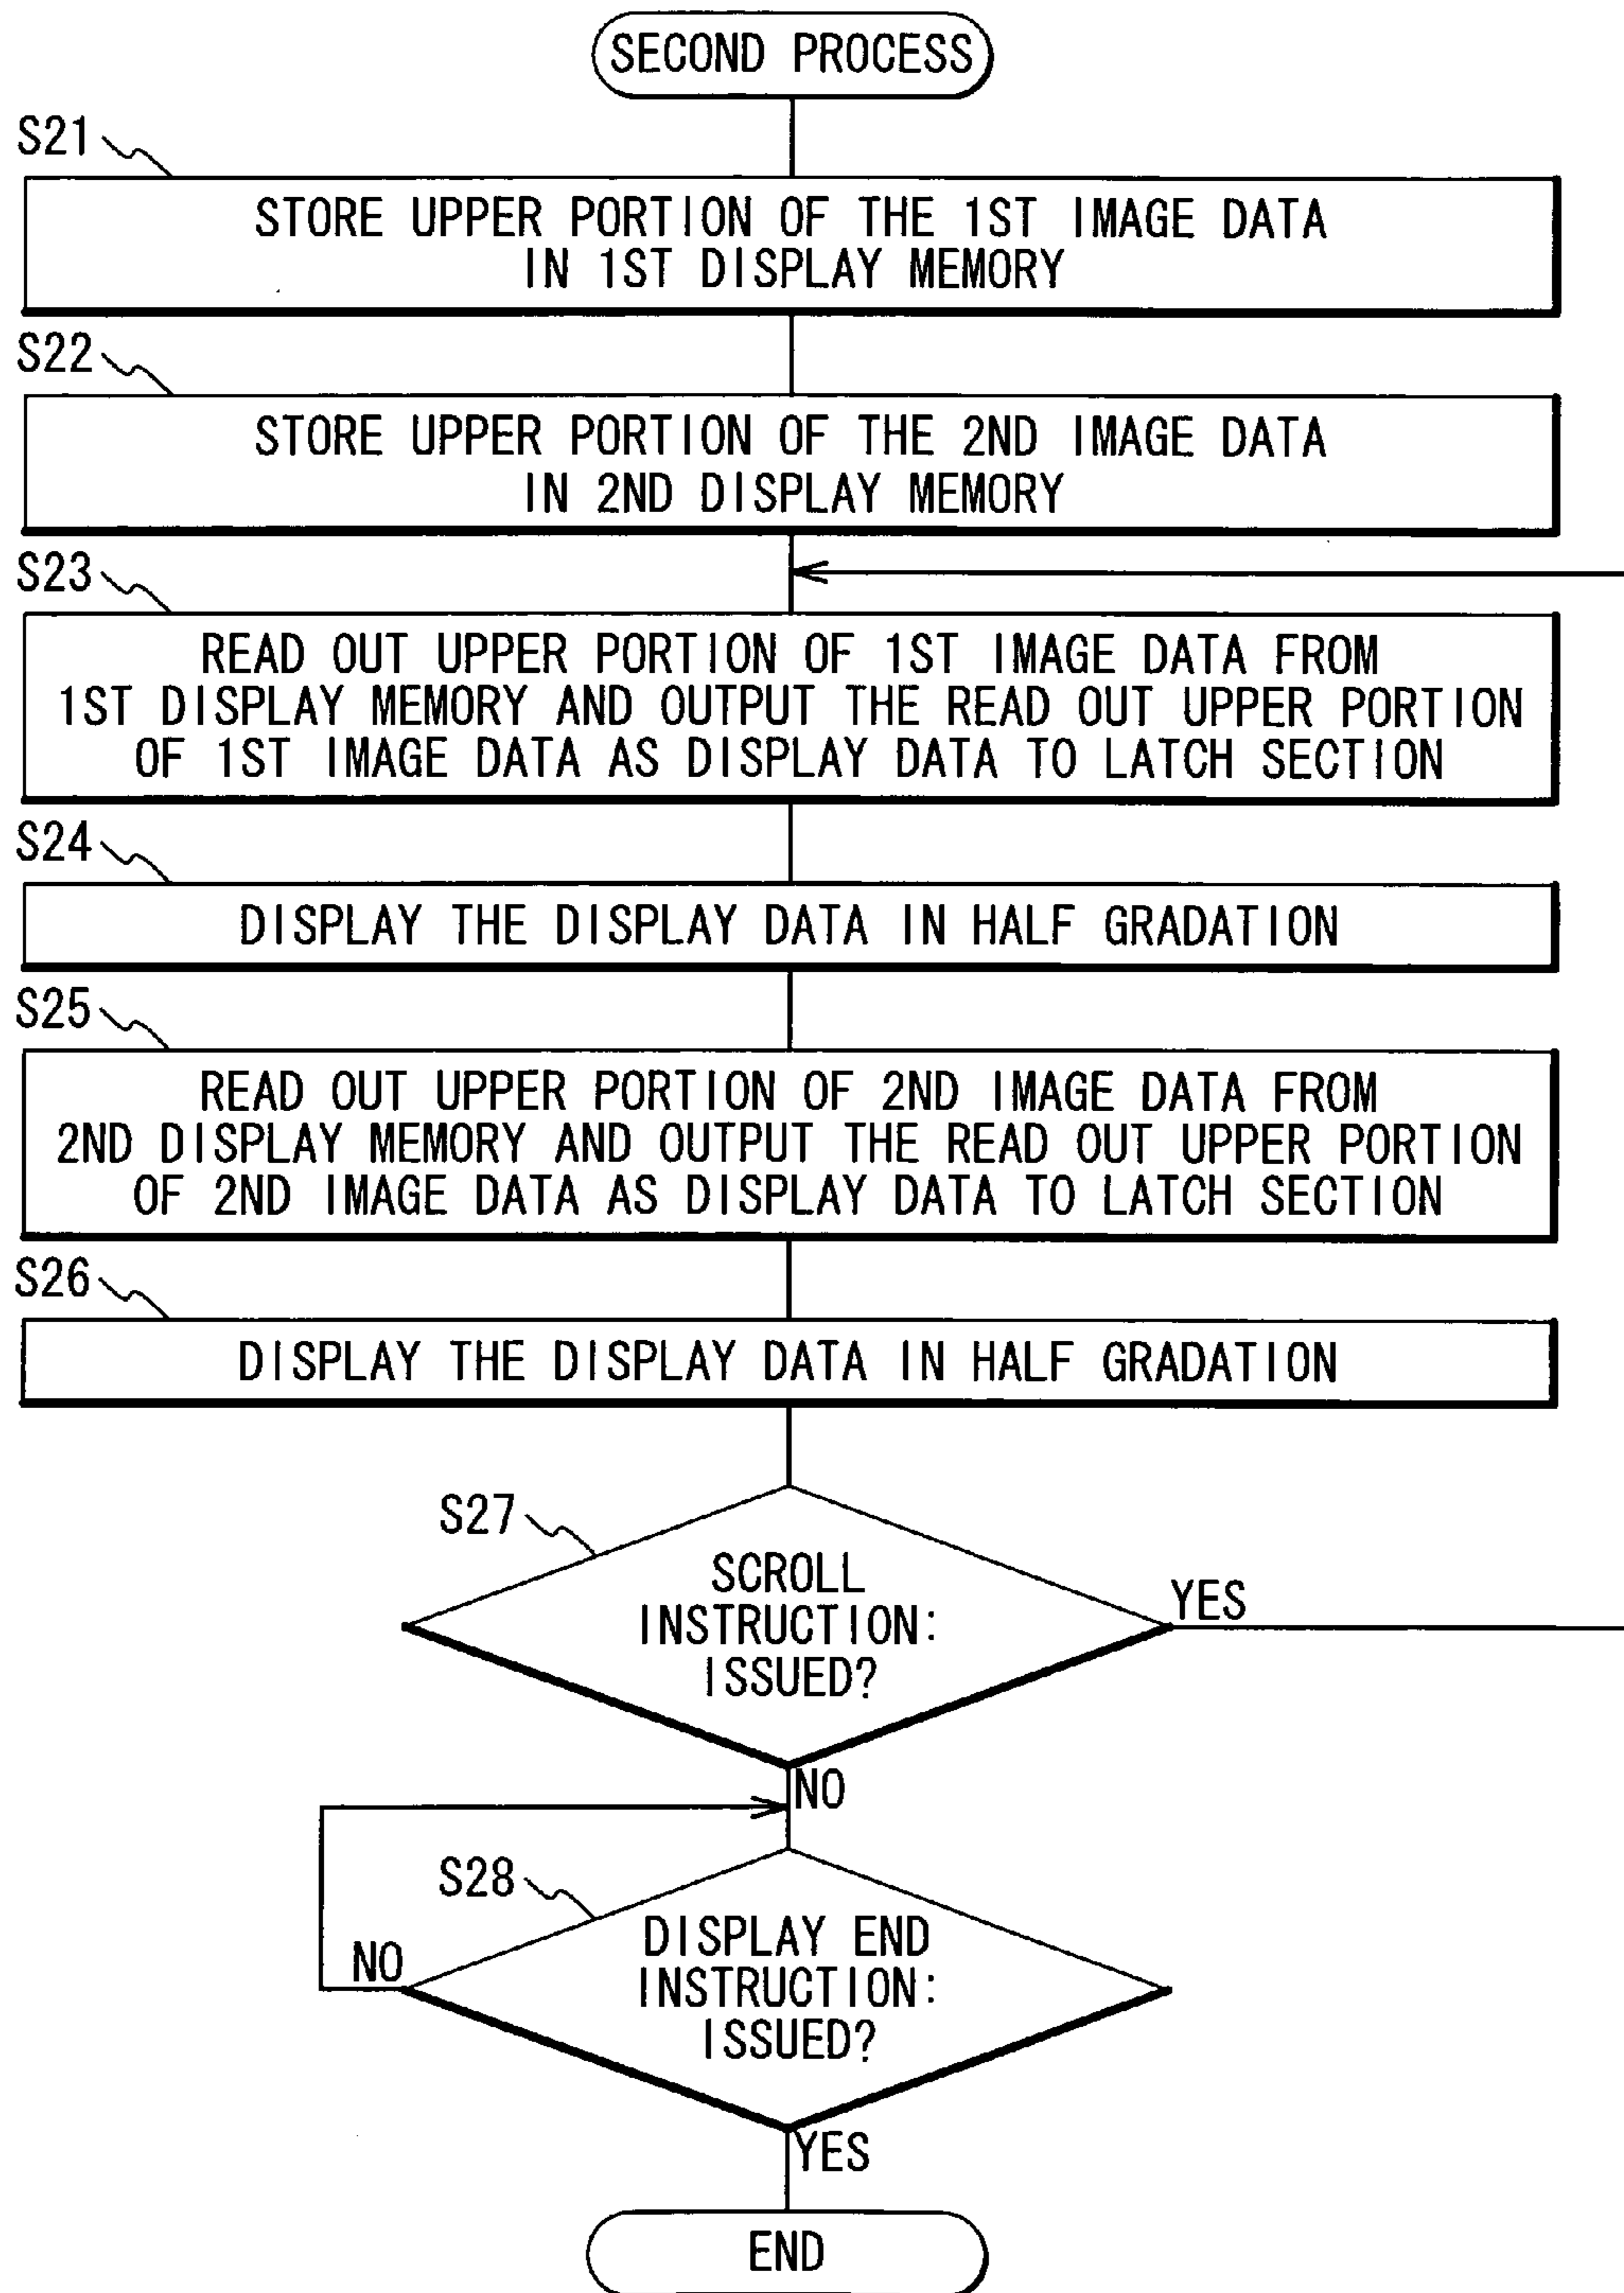 SECOND PROCESS
S21
STORE UPPER PORTION OF THE 1ST IMAGE DATA
IN 1ST DISPLAY MEMORY
S22
STORE UPPER PORTION OF THE 2ND IMAGE DATA
IN 2ND DISPLAY MEMORY
S23
READ OUT UPPER PORTION OF 1ST IMAGE DATA FROM
1ST DISPLAY MEMORY AND OUTPUT THE READ OUT UPPER PORTION
OF 1ST IMAGE DATA AS DISPLAY DATA TO LATCH SECTION
S24
DISPLAY THE DISPLAY DATA IN HALF GRADATION
S25
READ OUT UPPER PORTION OF 2ND IMAGE DATA FROM
2ND DISPLAY MEMORY AND OUTPUT THE READ OUT UPPER PORTION
OF 2ND IMAGE DATA AS DISPLAY DATA TO LATCH SECTION
S26
DISPLAY THE DISPLAY DATA IN HALF GRADATION
S27
SCROLL
INSTRUCTION:
ISSUED?
YES
NO
S28
DISPLAY END
INSTRUCTION:
ISSUED?
NO
YES
END